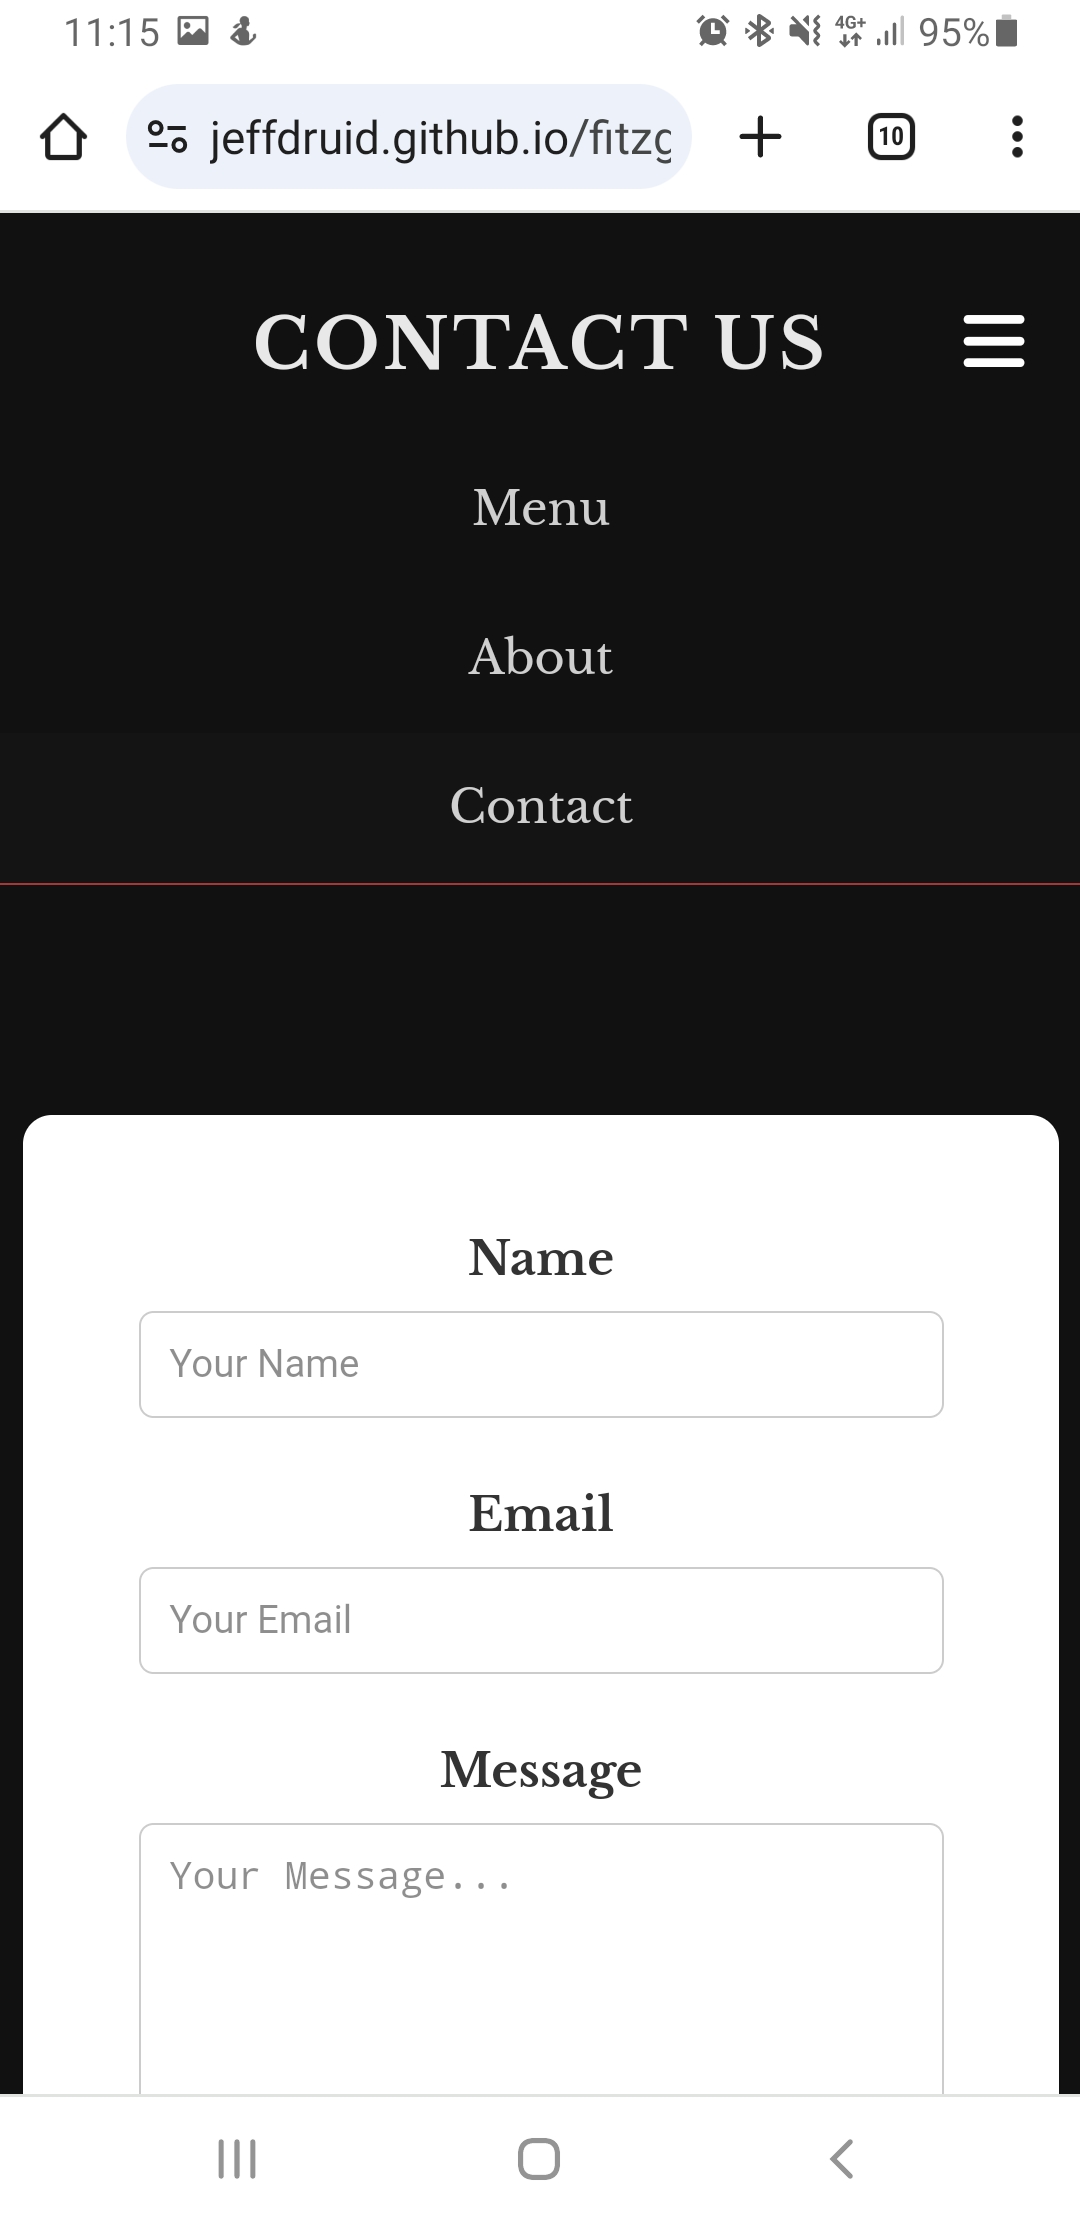 11:15
4G+
95%
jeffdruid.github.io/fitzg
10
CONTACT US
Menu
About
Contact
Name
Your Name
Email
Your Email
Message
Your Message...